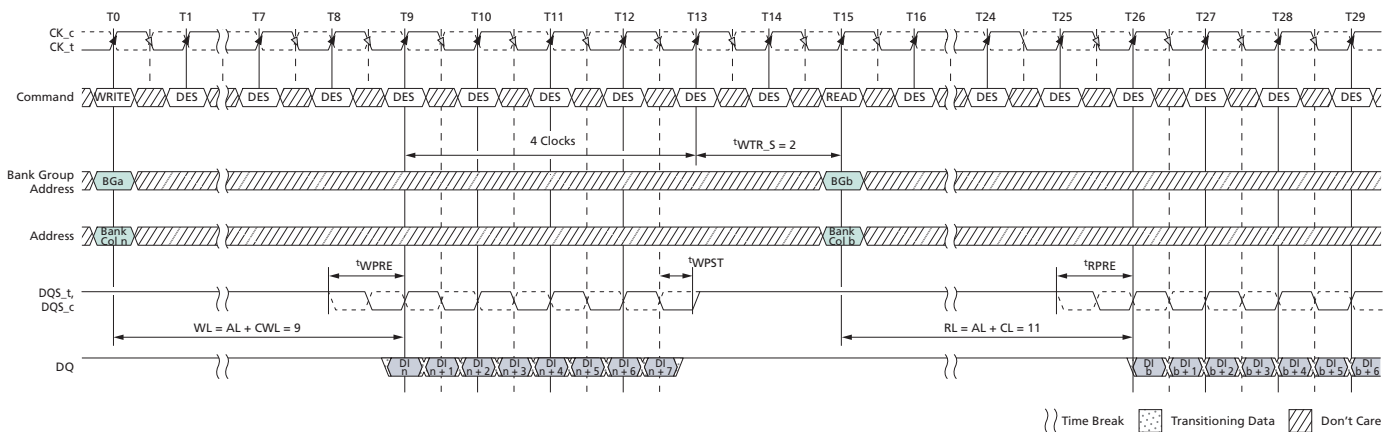 T0 T1 T7 T8 T9 T10 T11 T12 T13 T14 T15 T16 T24 T25 T26 T27 T28 T29
CK_c
CK_t
Command WRITE DES DES DES DES DES DES DES DES DES READ DES DES DES DES DES DES DES
4 Clocks tWTR_S = 2
Bank Group
Address BGa BGb
Address Bank
Col n Bank
Col b
tWPRE tWPST tRPRE
DQS_t,
DQS_c
WL = AL + CWL = 9 RL = AL + CL = 11
DQ DI
n DI
n + 1 DI
n + 2 DI
n + 3 DI
n + 4 DI
n + 5 DI
n + 6 DI
n + 7 DI
b DI
b + 1 DI
b + 2 DI
b + 3 DI
b + 4 DI
b + 5 DI
b + 6
Time Break Transitioning Data Don't Care